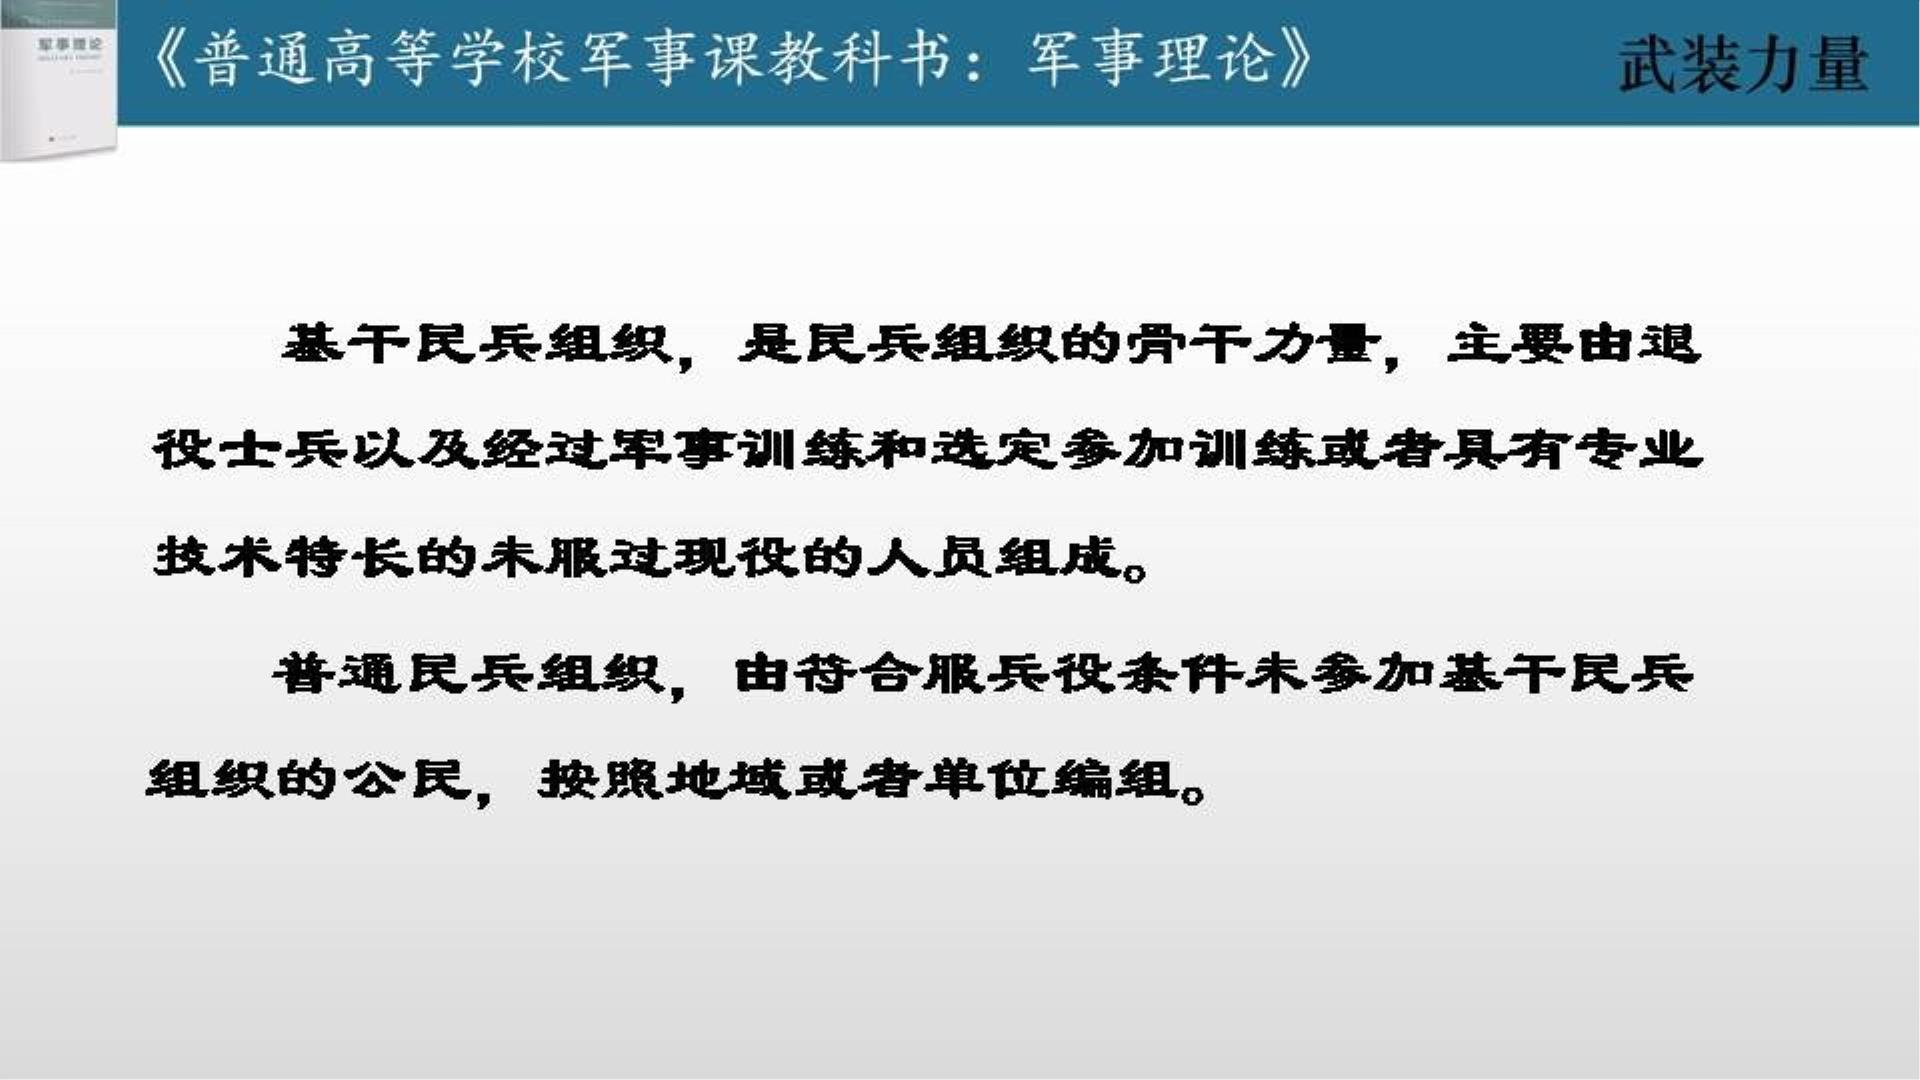 军事理论
《普通高等学校军事课教科书：军事理论》
武装力量
基干民兵组织，是民兵组织的骨干力量，主要由退
役士兵以及经过军事训练和选定参加训练或者具有专业
技术特长的未服过现役的人员组成。
普通民兵组织，由符合服兵役条件未参加基干民兵
组织的公民，按照地域或者单位编组。